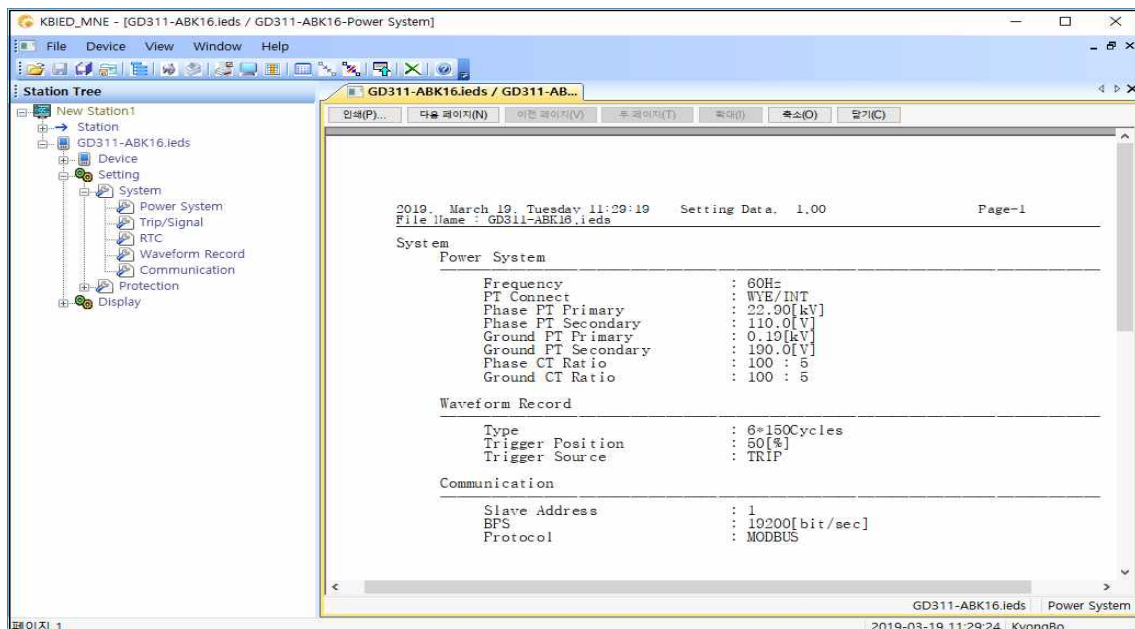 KBIED_MNE - [GD311-ABK16.ieds / GD311-ABK16-Power System]
File Device View Window Help
Station Tree
New Station1
Station
GD311-ABK16.ieds
Device
Setting
System
Power System
Trip/Signal
RTC
Waveform Record
Communication
Protection
Display
GD311-ABK16.ieds / GD311-AB...
인쇄(P)... 다음 페이지(N) 이전 페이지(V) 두 페이지(T) 확대(I) 축소(O) 닫기(C)
2019. March 19. Tuesday 11:29:19 Setting Data. 1.00 Page-1
File Name : GD311-ABK16.ieds
System
Power System
Frequency : 60Hz
PT Connect : WYE/INT
Phase PT Primary : 22.90[kV]
Phase PT Secondary : 110.0[V]
Ground PT Primary : 0.19[kV]
Ground PT Secondary : 190.0[V]
Phase CT Ratio : 100 : 5
Ground CT Ratio : 100 : 5
Waveform Record
Type : 6*150Cycles
Trigger Position : 50[%]
Trigger Source : TRIP
Communication
Slave Address : 1
BPS : 19200[bit/sec]
Protocol : MODBUS
GD311-ABK16.ieds Power System
페이지 1 2019-03-19 11:29:24 KyongBo